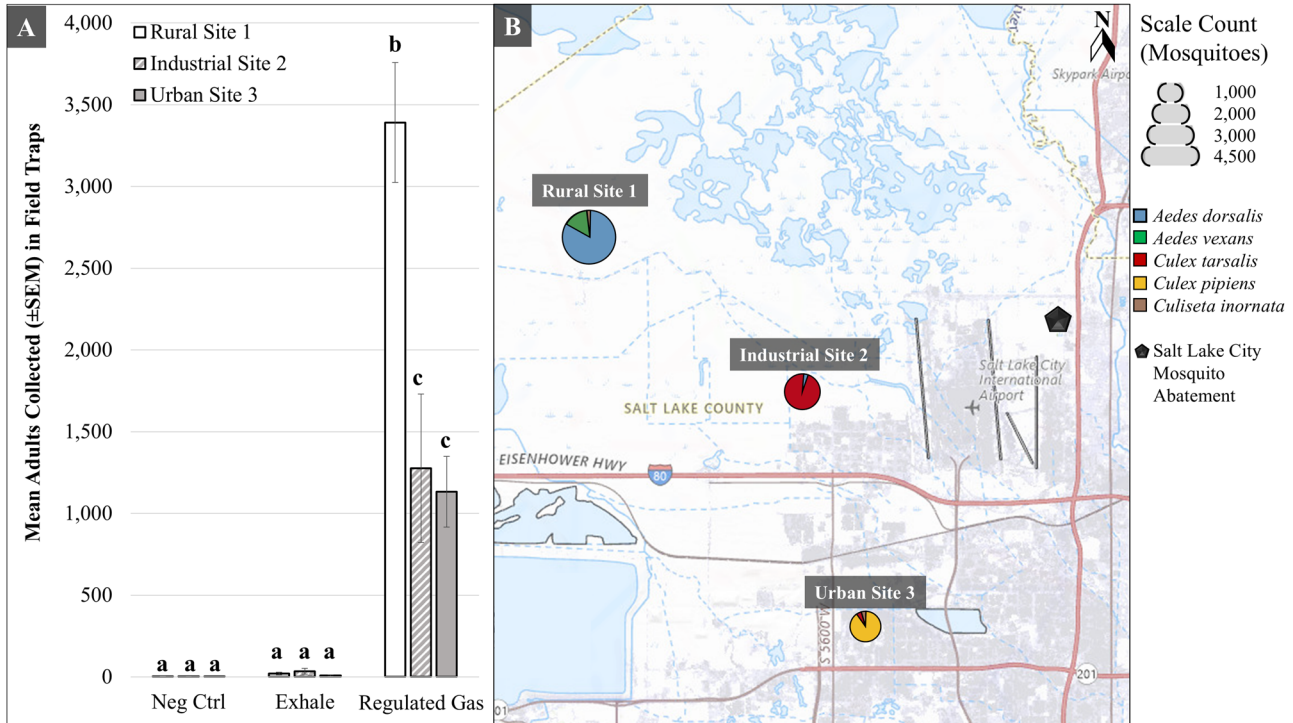 A
4,000
3,500
3,000
2,500
2,000
1,500
1,000
500
0
Mean Adults Collected (±SEM) in Field Traps
Rural Site 1
Industrial Site 2
Urban Site 3
a a a
a a a
b
c
c
Neg Ctrl
Exhale
Regulated Gas
B
N
Skypark Airpo
Rural Site 1
Industrial Site 2
Salt Lake City
International
Airport
SALT LAKE COUNTY
EISENHOWER HWY
80
Urban Site 3
S 5600 W
201
01
Scale Count
(Mosquitoes)
1,000
2,000
3,000
4,500
Aedes dorsalis
Aedes vexans
Culex tarsalis
Culex pipiens
Culiseta inornata
Salt Lake City
Mosquito
Abatement